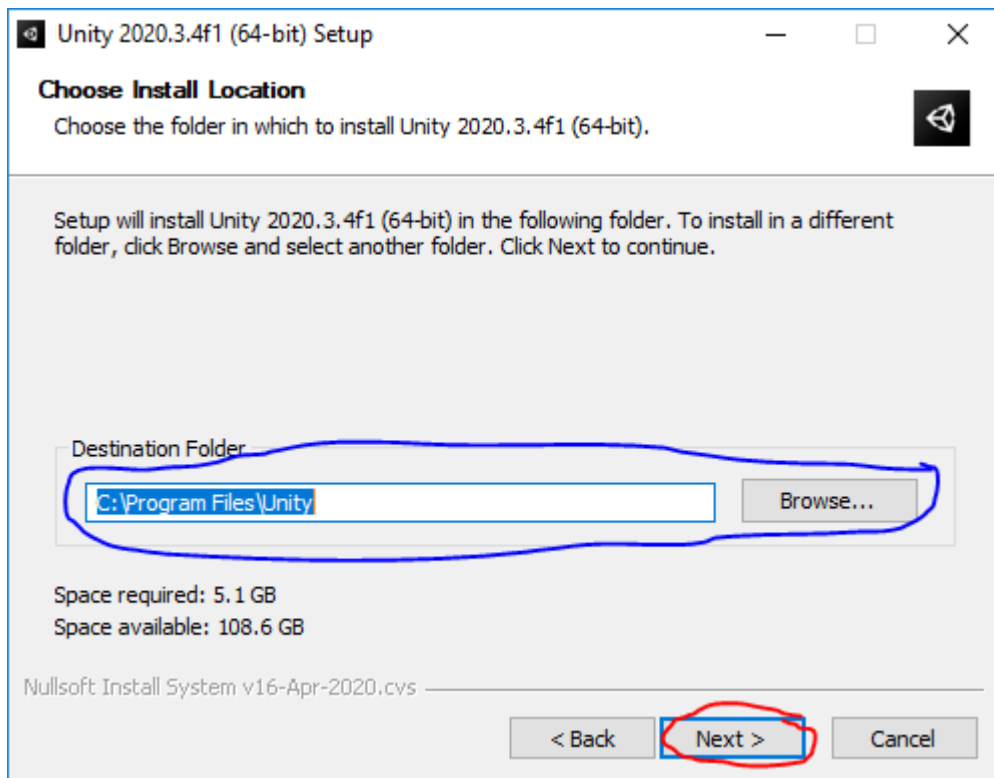 Unity 2020.3.4f1 (64-bit) Setup
Choose Install Location
Choose the folder in which to install Unity 2020.3.4f1 (64-bit).
Setup will install Unity 2020.3.4f1 (64-bit) in the following folder. To install in a different
folder, click Browse and select another folder. Click Next to continue.
Destination Folder
C:\Program Files\Unity
Browse...
Space required: 5.1 GB
Space available: 108.6 GB
Nullsoft Install System v16-Apr-2020.cvs
< Back
Next >
Cancel